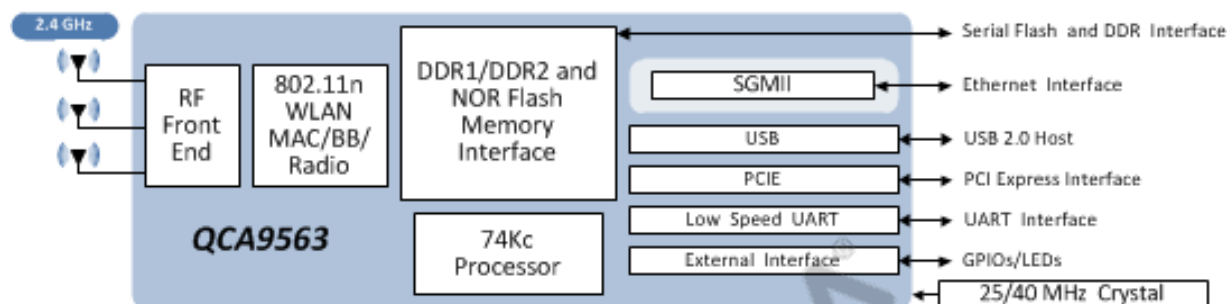 2.4 GHz
RF
Front
End
802.11n
WLAN
MAC/BB/
Radio
DDR1/DDR2 and
NOR Flash
Memory
Interface
QCA9563
74Kc
Processor
SGMII
USB
PCIE
Low Speed UART
External Interface
Serial Flash and DDR Interface
Ethernet Interface
USB 2.0 Host
PCI Express Interface
UART Interface
GPIOs/LEDs
25/40 MHz Crystal
®